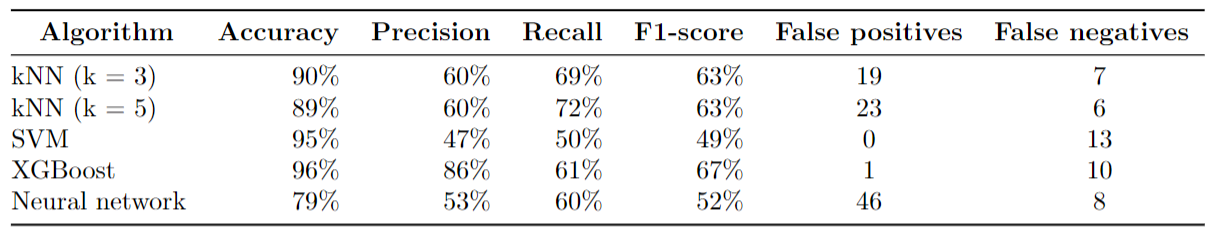 Algorithm Accuracy Precision Recall F1-score False positives False negatives
kNN (k = 3) 90% 60% 69% 63% 19 7
kNN (k = 5) 89% 60% 72% 63% 23 6
SVM 95% 47% 50% 49% 0 13
XGBoost 96% 86% 61% 67% 1 10
Neural network 79% 53% 60% 52% 46 8